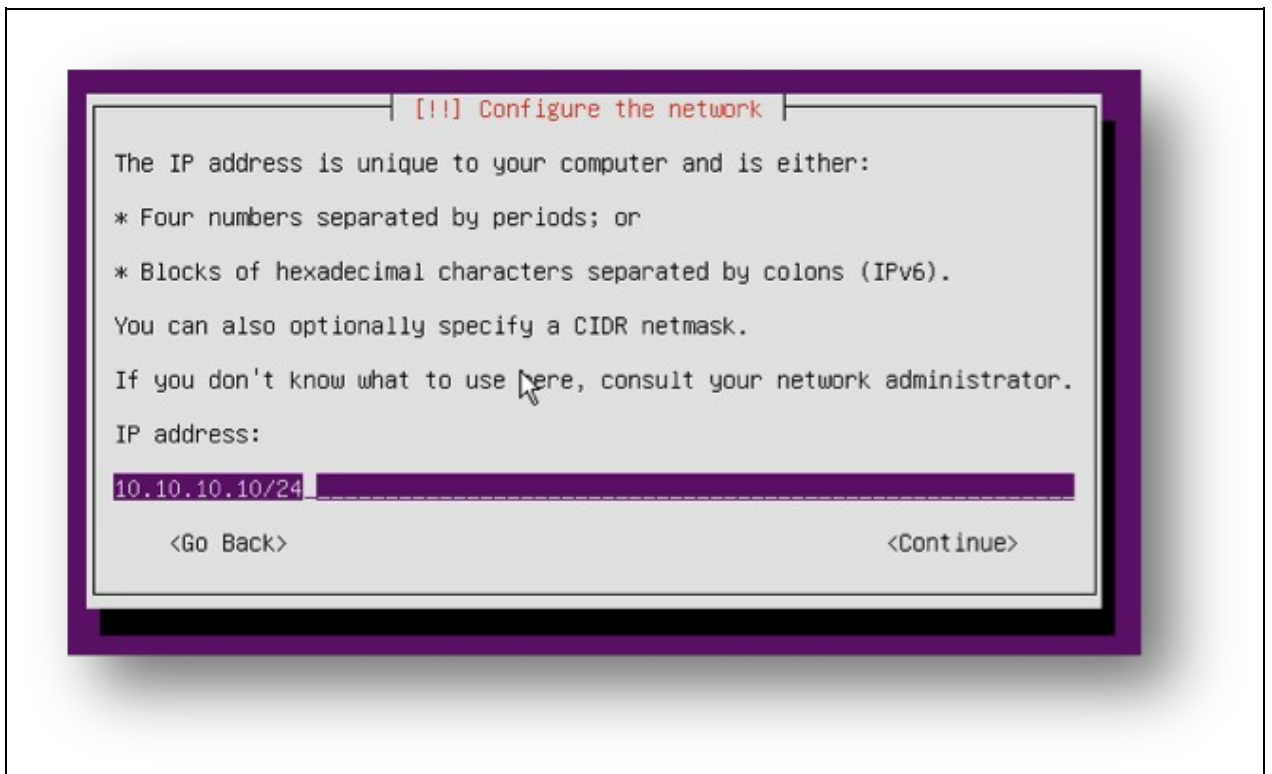 [!!] Configure the network
The IP address is unique to your computer and is either:
* Four numbers separated by periods; or
* Blocks of hexadecimal characters separated by colons (IPv6).
You can also optionally specify a CIDR netmask.
If you don't know what to use here, consult your network administrator.
IP address:
10.10.10.10/24
<Go Back> <Continue>